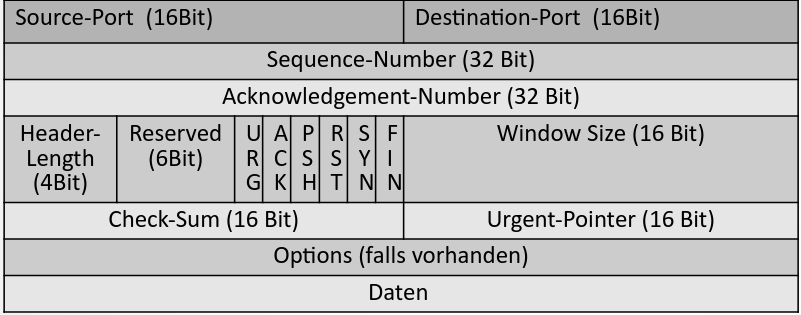 Source-Port (16Bit)
Destination-Port (16Bit)
Sequence-Number (32 Bit)
Acknowledgement-Number (32 Bit)
Header-
Length
(4Bit)
Reserved
(6Bit)
URG
ACK
PSH
RST
SYN
FIN
Window Size (16 Bit)
Check-Sum (16 Bit)
Urgent-Pointer (16 Bit)
Options (falls vorhanden)
Daten